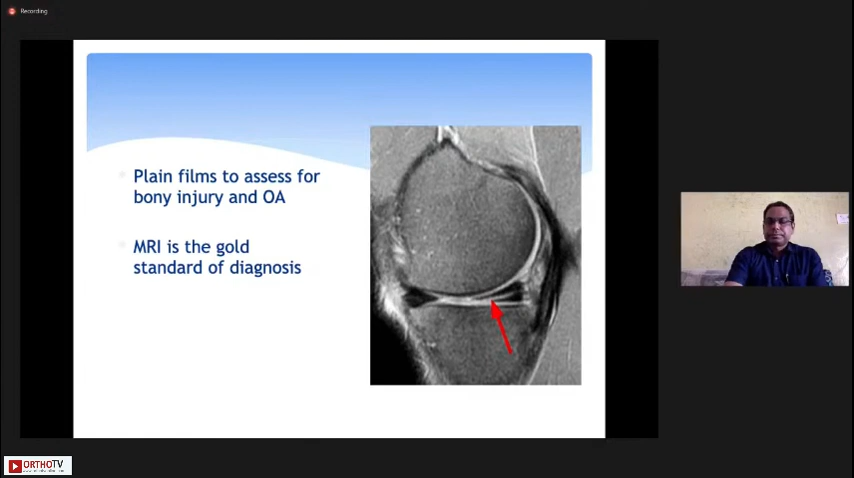 Recording
Plain films to assess for
bony injury and OA
MRI is the gold
standard of diagnosis
ORTHOTV